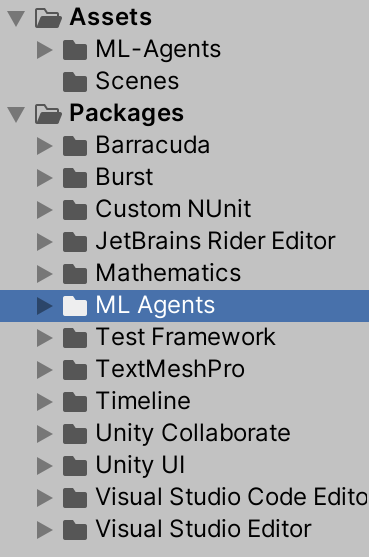 Assets
ML-Agents
Scenes
Packages
Barracuda
Burst
Custom NUnit
JetBrains Rider Editor
Mathematics
ML Agents
Test Framework
TextMeshPro
Timeline
Unity Collaborate
Unity UI
Visual Studio Code Edito
Visual Studio Editor